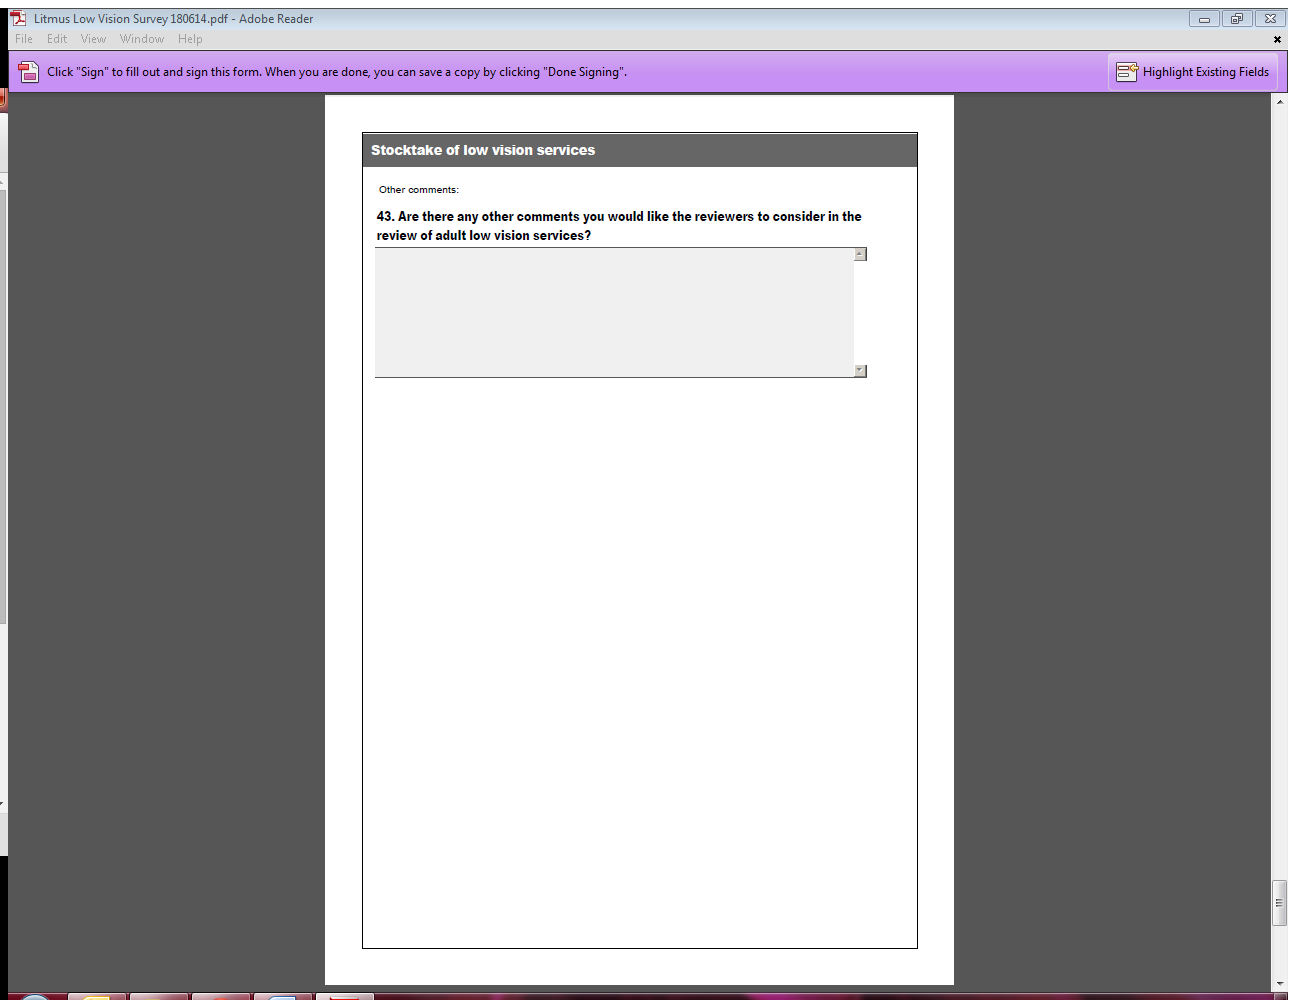 Litmus Low Vision Survey 180614.pdf - Adobe Reader
File Edit View Window Help
Click "Sign" to fill out and sign this form. When you are done, you can save a copy by clicking "Done Signing".
Highlight Existing Fields
Stocktake of low vision services
Other comments:
43. Are there any other comments you would like the reviewers to consider in the
review of adult low vision services?